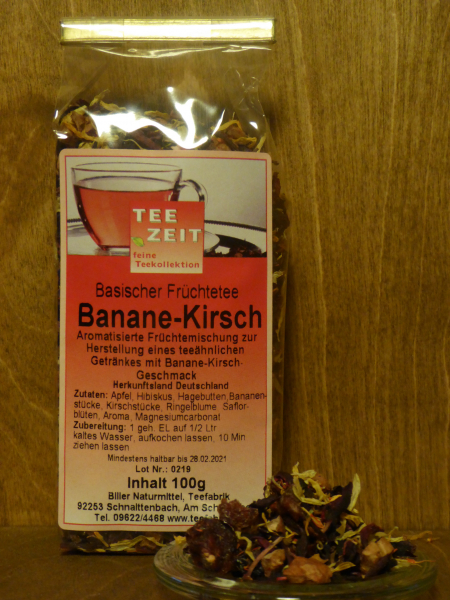 TEE
ZEIT
feine
Teekollektion
Basischer Früchtetee
Banane-Kirsch
Aromatisierte Früchtemischung zur
Herstellung eines teeähnlichen
Getränkes mit Banane-Kirsch-
Geschmack
Herkunftsland Deutschland
Zutaten: Apfel, Hibiskus, Hagebutten,Bananen-
stücke, Kirschstücke, Ringelblume, Saflor-
blüten, Aroma, Magnesiumcarbonat
Zubereitung: 1 geh. EL auf 1/2 Ltr
kaltes Wasser, aufkochen lassen, 10 Min
ziehen lassen
Mindestens haltbar bis 28.02.2021
Lot Nr.: 0219
Inhalt 100g
Biller Naturmittel, Teefabrik
92253 Schnaittenbach, Am
Tel. 09622/4468